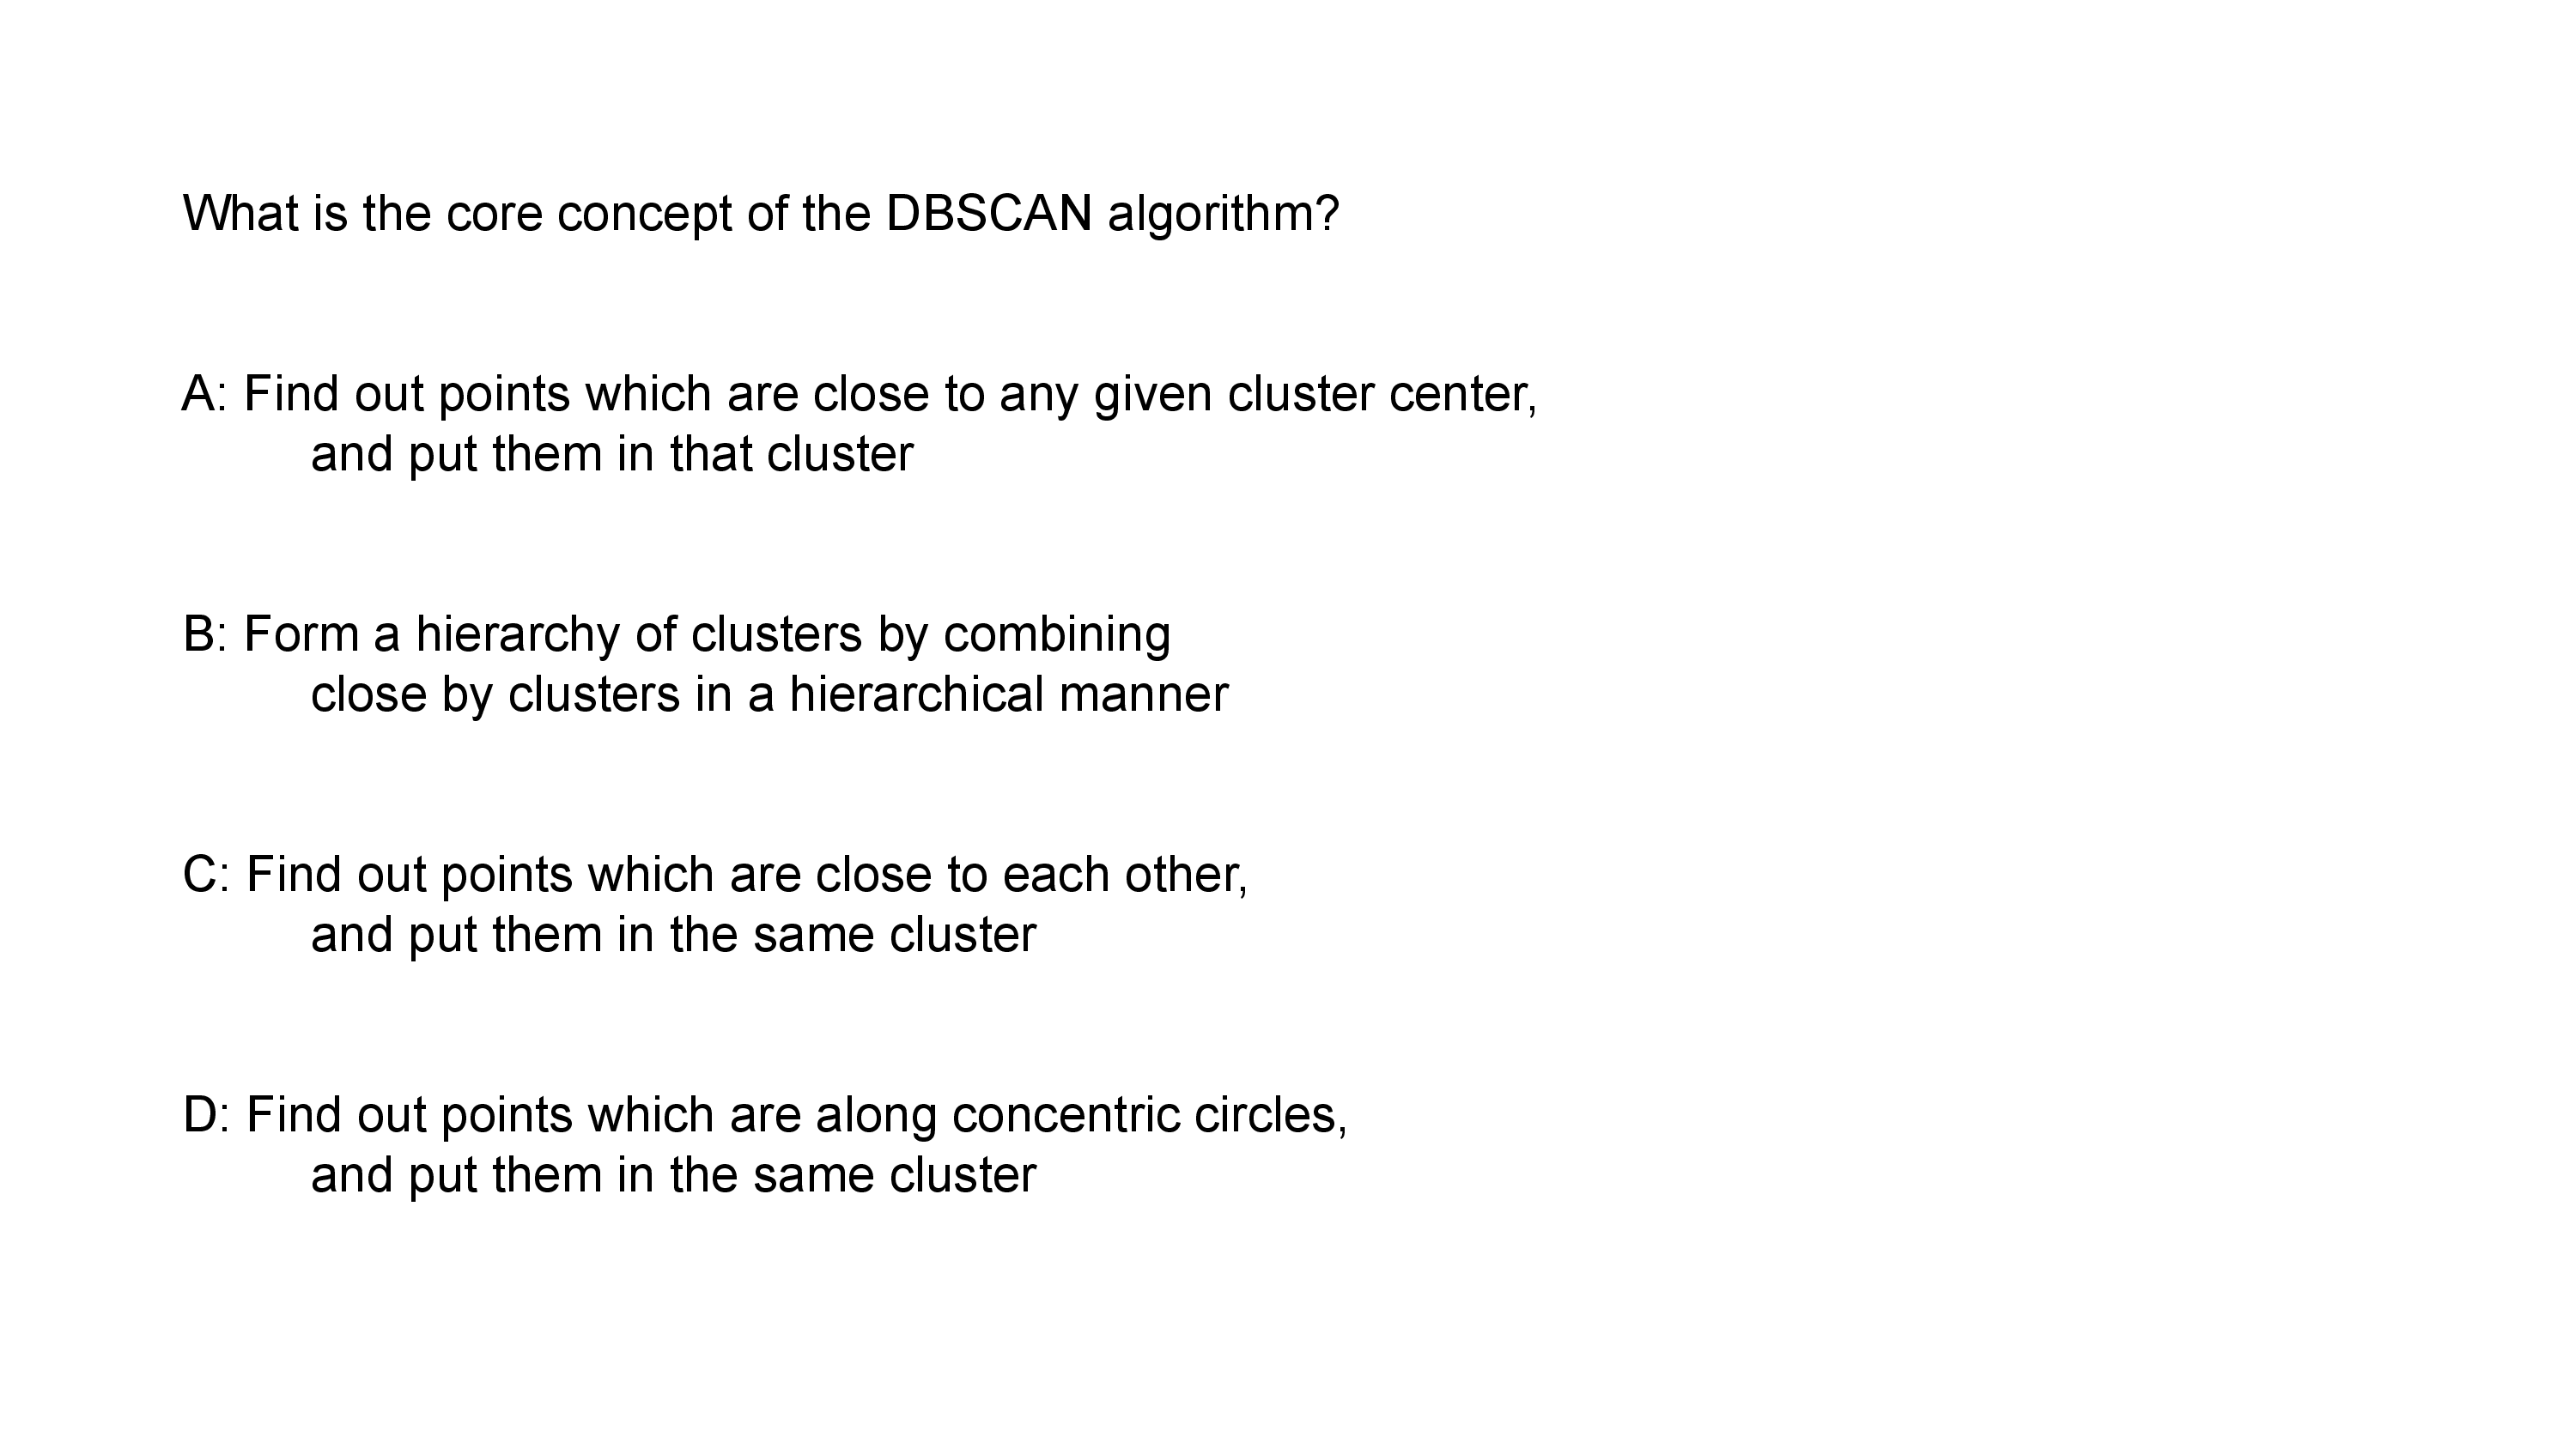 What is the core concept of the DBSCAN algorithm?
A: Find out points which are close to any given cluster center,
and put them in that cluster
B: Form a hierarchy of clusters by combining
close by clusters in a hierarchical manner
C: Find out points which are close to each other,
and put them in the same cluster
D: Find out points which are along concentric circles,
and put them in the same cluster